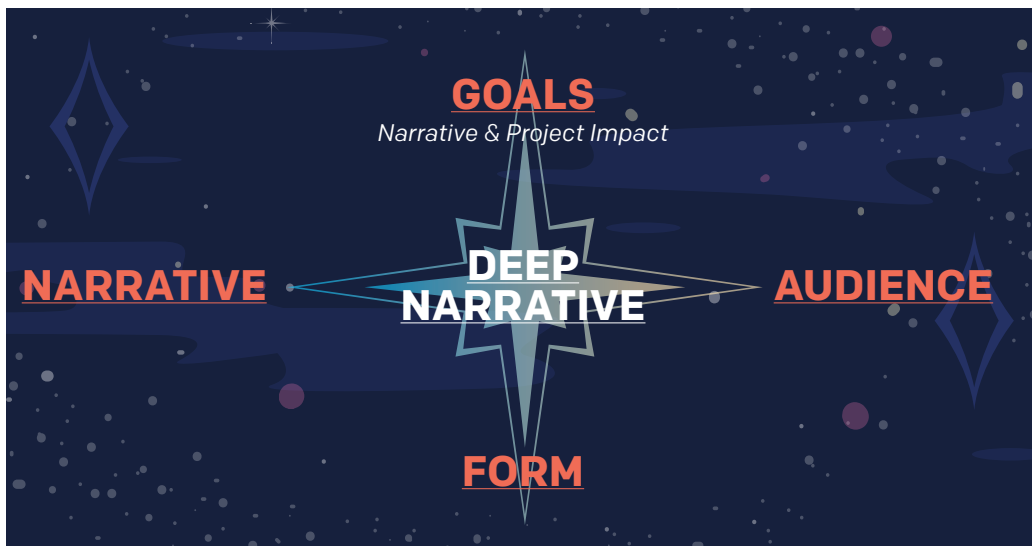 GOALS
Narrative & Project Impact
DEEP
NARRATIVE
NARRATIVE
AUDIENCE
FORM